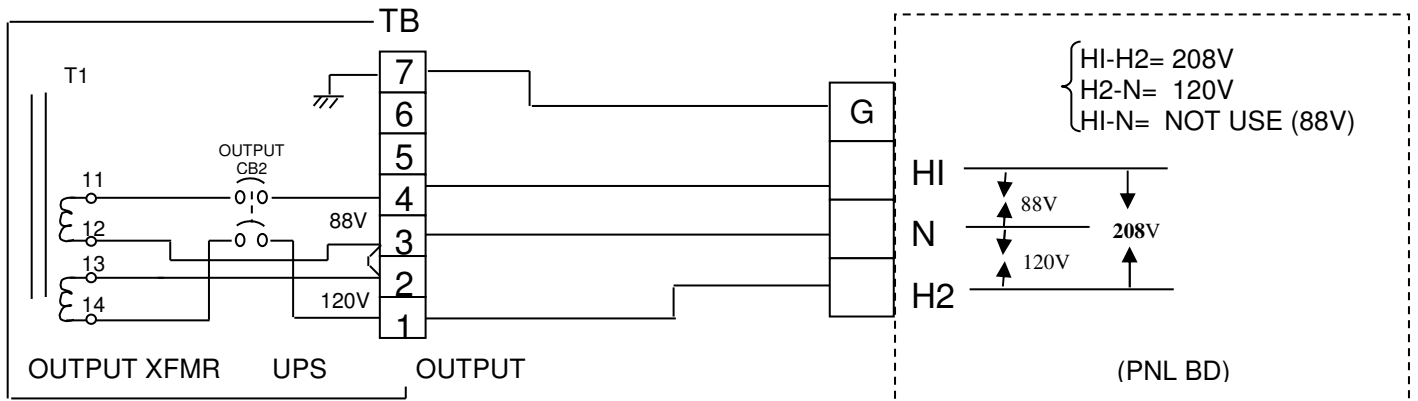 TB
T1
7
6
5
4
3
2
1
OUTPUT
CB2
11
12
13
14
88V
120V
OUTPUT XFMR
UPS
OUTPUT
G
HI
N
H2
HI-H2= 208V
H2-N= 120V
HI-N= NOT USE (88V)
88V
208V
120V
(PNL BD)